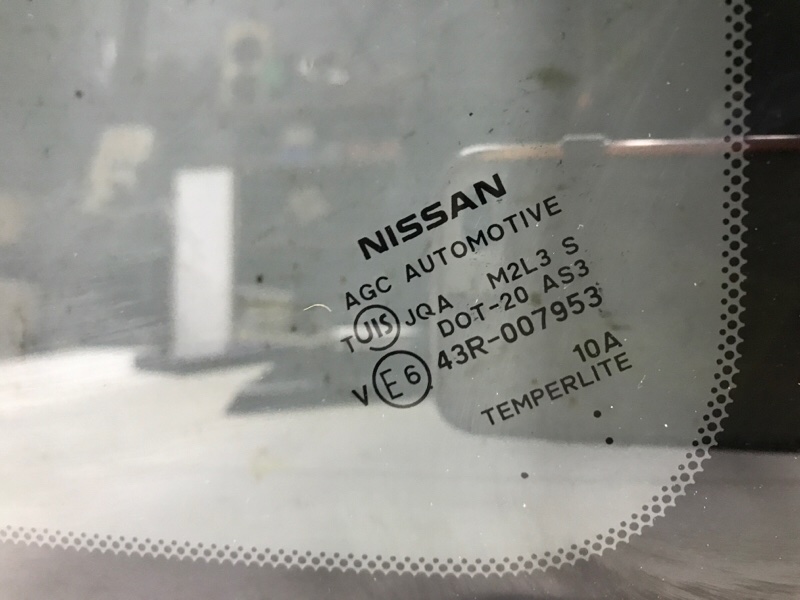 NISSAN
AGC AUTOMOTIVE
M2L3 S
T JIS JQA DOT-20 AS3
V E6 43R-007953
10A
TEMPERLITE